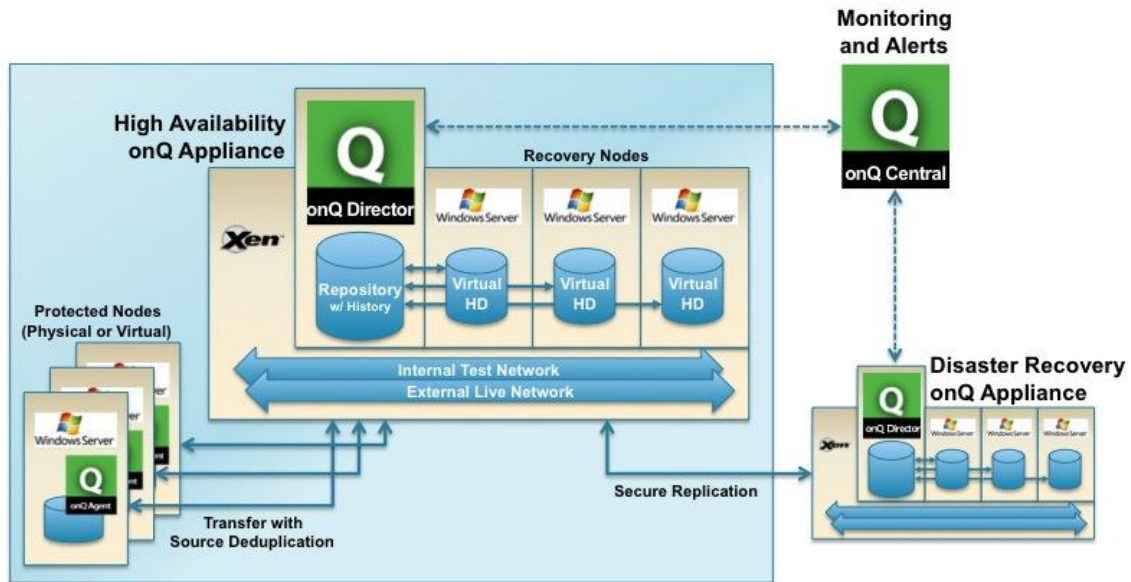 Monitoring
and Alerts
Q
onQ Central
High Availability
onQ Appliance
Q
onQ Director
Recovery Nodes
Xen
Windows Server
Windows Server
Windows Server
Repository
w/ History
Virtual
HD
Virtual
HD
Virtual
HD
Internal Test Network
External Live Network
Protected Nodes
(Physical or Virtual)
Windows Server
Q
onQ Agent
Transfer with
Source Deduplication
Secure Replication
Disaster Recovery
onQ Appliance
Q
onQ Director
Xen
Windows Server
Windows Server
Windows Server